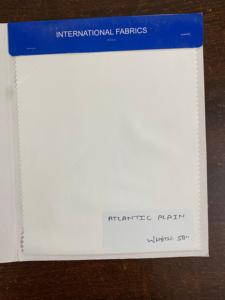 INTERNATIONAL FABRICS
ATLANTIC PLAIN
WIDTH: 58"